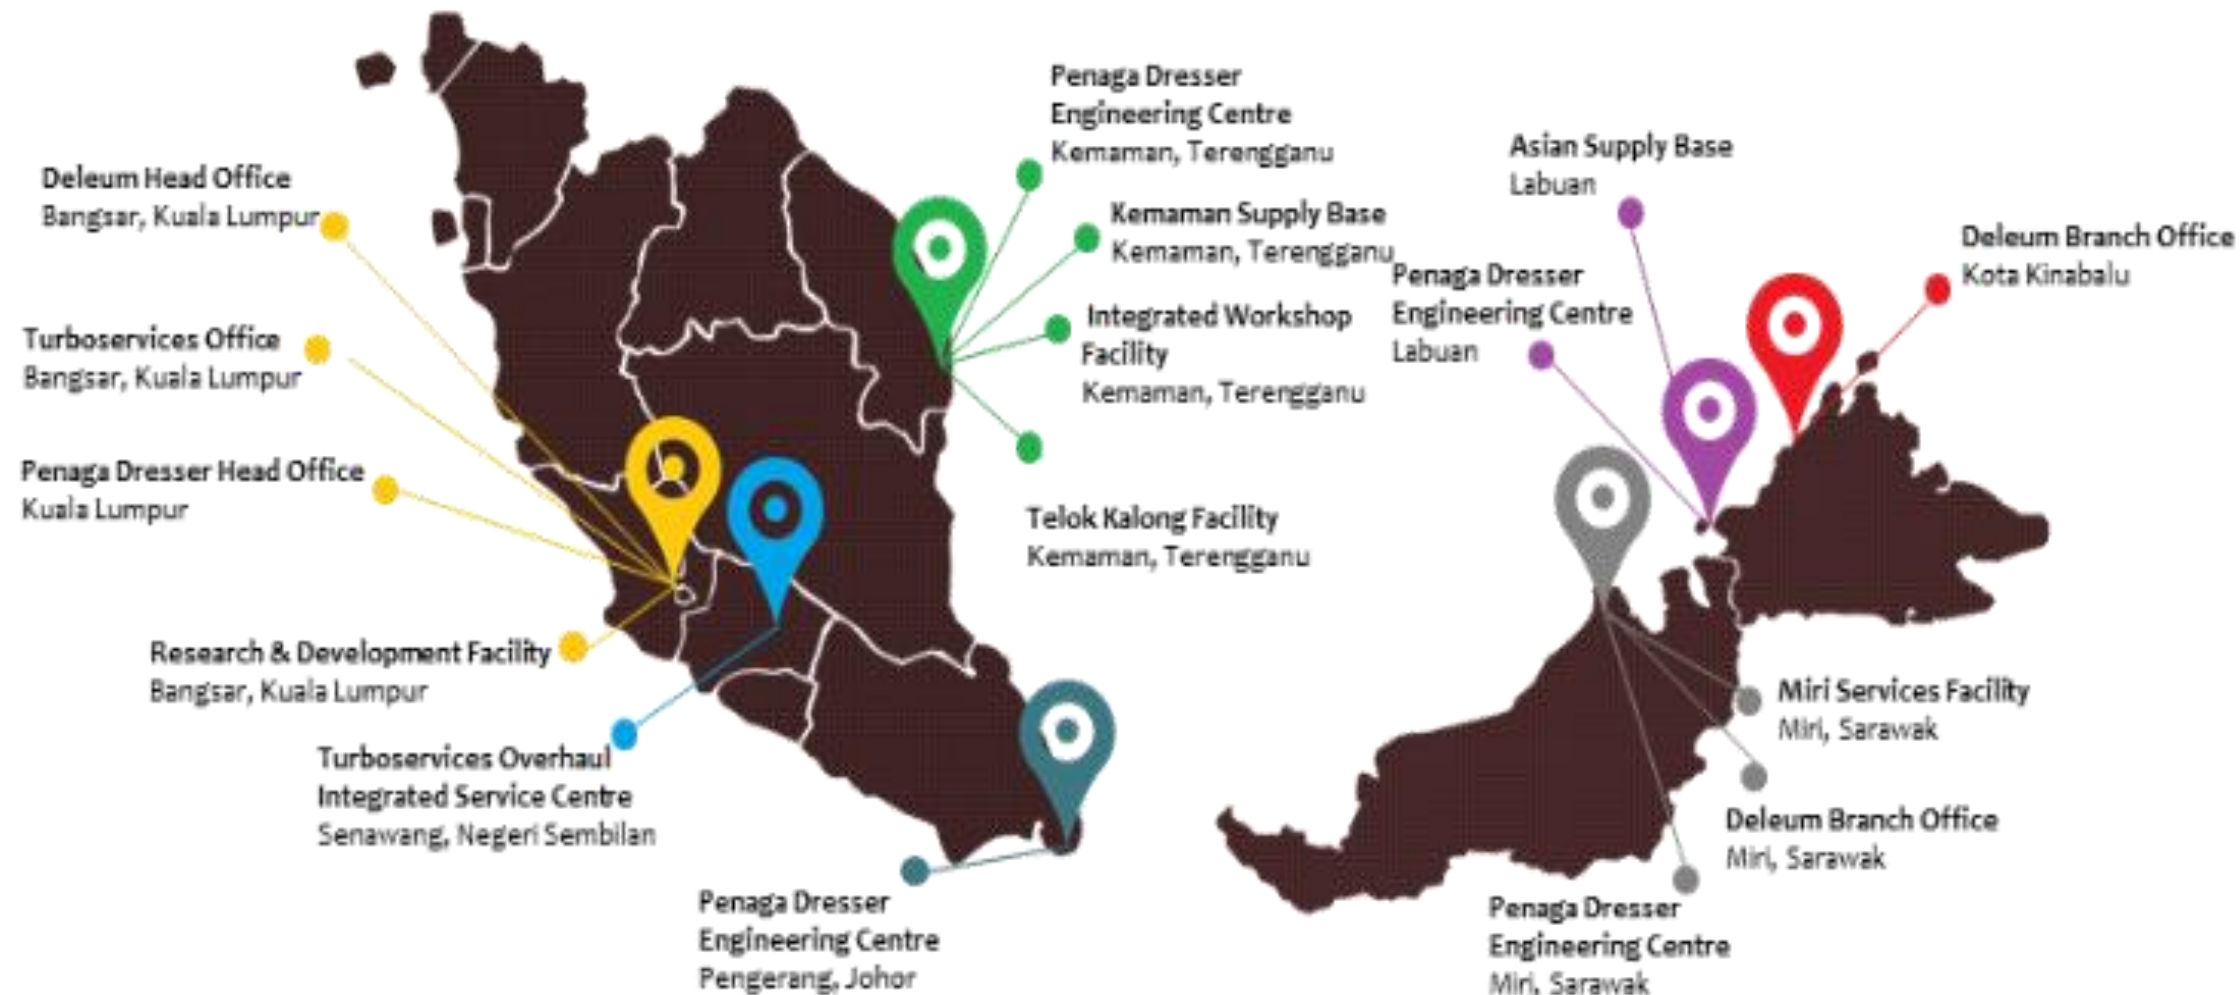 Deleum Head Office
Bangsar, Kuala Lumpur
Turboservices Office
Bangsar, Kuala Lumpur
Penaga Dresser Head Office
Kuala Lumpur
Research & Development Facility
Bangsar, Kuala Lumpur
Turboservices Overhaul
Integrated Service Centre
Senawang, Negeri Sembilan
Penaga Dresser
Engineering Centre
Pengerang, Johor
Penaga Dresser
Engineering Centre
Kemaman, Terengganu
Kemaman Supply Base
Kemaman, Terengganu
Integrated Workshop
Facility
Kemaman, Terengganu
Telok Kalong Facility
Kemaman, Terengganu
Asian Supply Base
Labuan
Penaga Dresser
Engineering Centre
Labuan
Deleum Branch Office
Kota Kinabalu
Miri Services Facility
Miri, Sarawak
Deleum Branch Office
Miri, Sarawak
Penaga Dresser
Engineering Centre
Miri, Sarawak